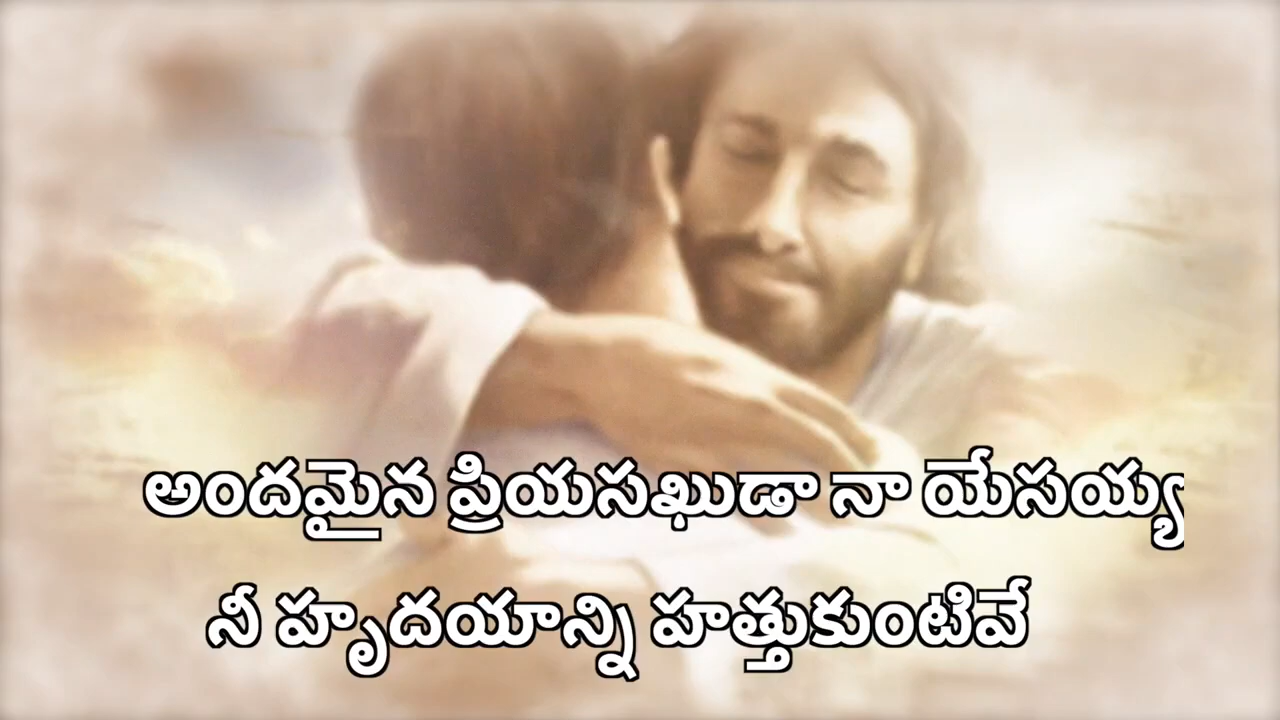 అందమైన ప్రియసఖుడా నా యేసయ్య
నీ హృదయాన్ని హత్తుకుంటివే